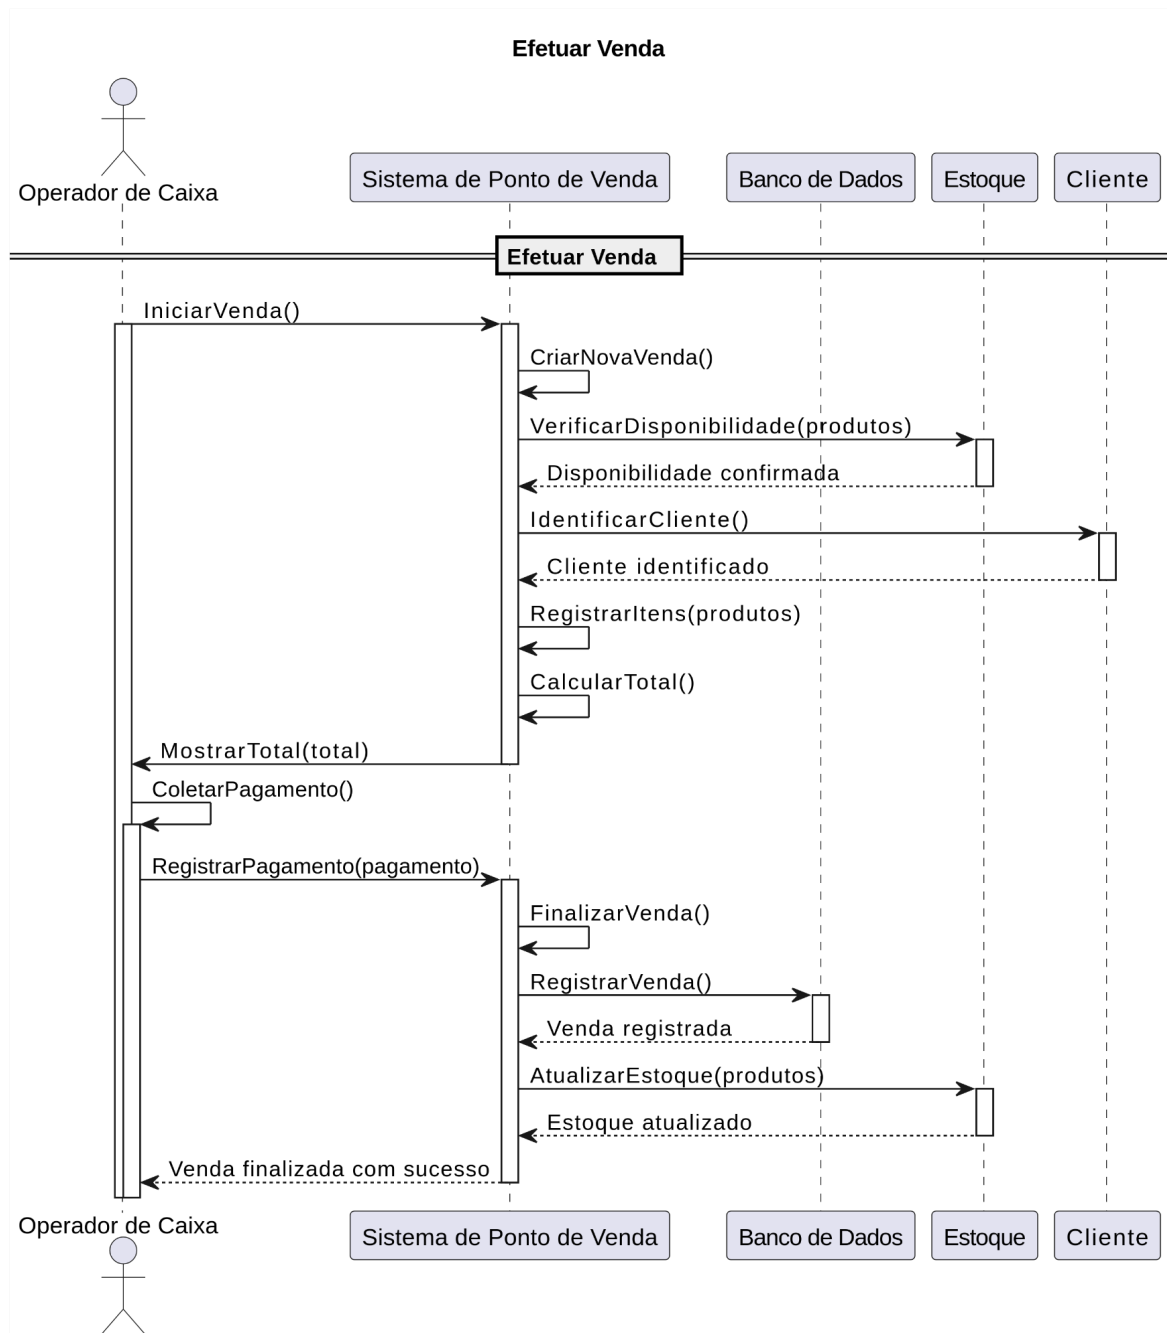 Efetuar Venda
Operador de Caixa
Sistema de Ponto de Venda
Banco de Dados
Estoque
Cliente
Efetuar Venda
IniciarVenda()
CriarNovaVenda()
VerificarDisponibilidade(produtos)
Disponibilidade confirmada
IdentificarCliente()
Cliente identificado
RegistrarItens(produtos)
CalcularTotal()
MostrarTotal(total)
ColetarPagamento()
RegistrarPagamento(pagamento)
FinalizarVenda()
RegistrarVenda()
Venda registrada
AtualizarEstoque(produtos)
Estoque atualizado
Venda finalizada com sucesso
Operador de Caixa
Sistema de Ponto de Venda
Banco de Dados
Estoque
Cliente